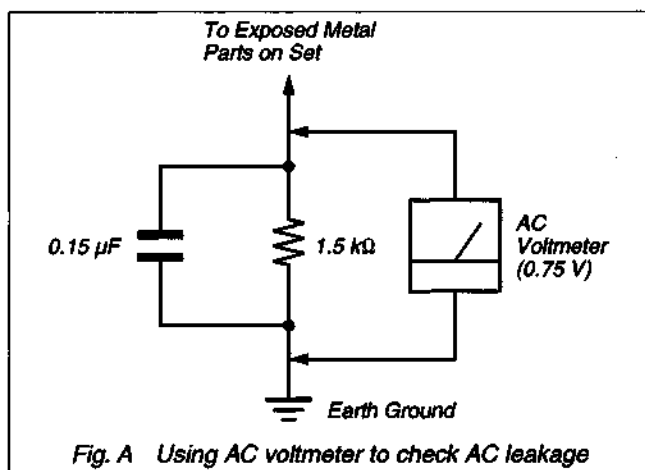 To Exposed Metal
Parts on Set
0.15 µF
1.5 kΩ
AC
Voltmeter
(0.75 V)
Earth Ground
Fig. A Using AC voltmeter to check AC leakage